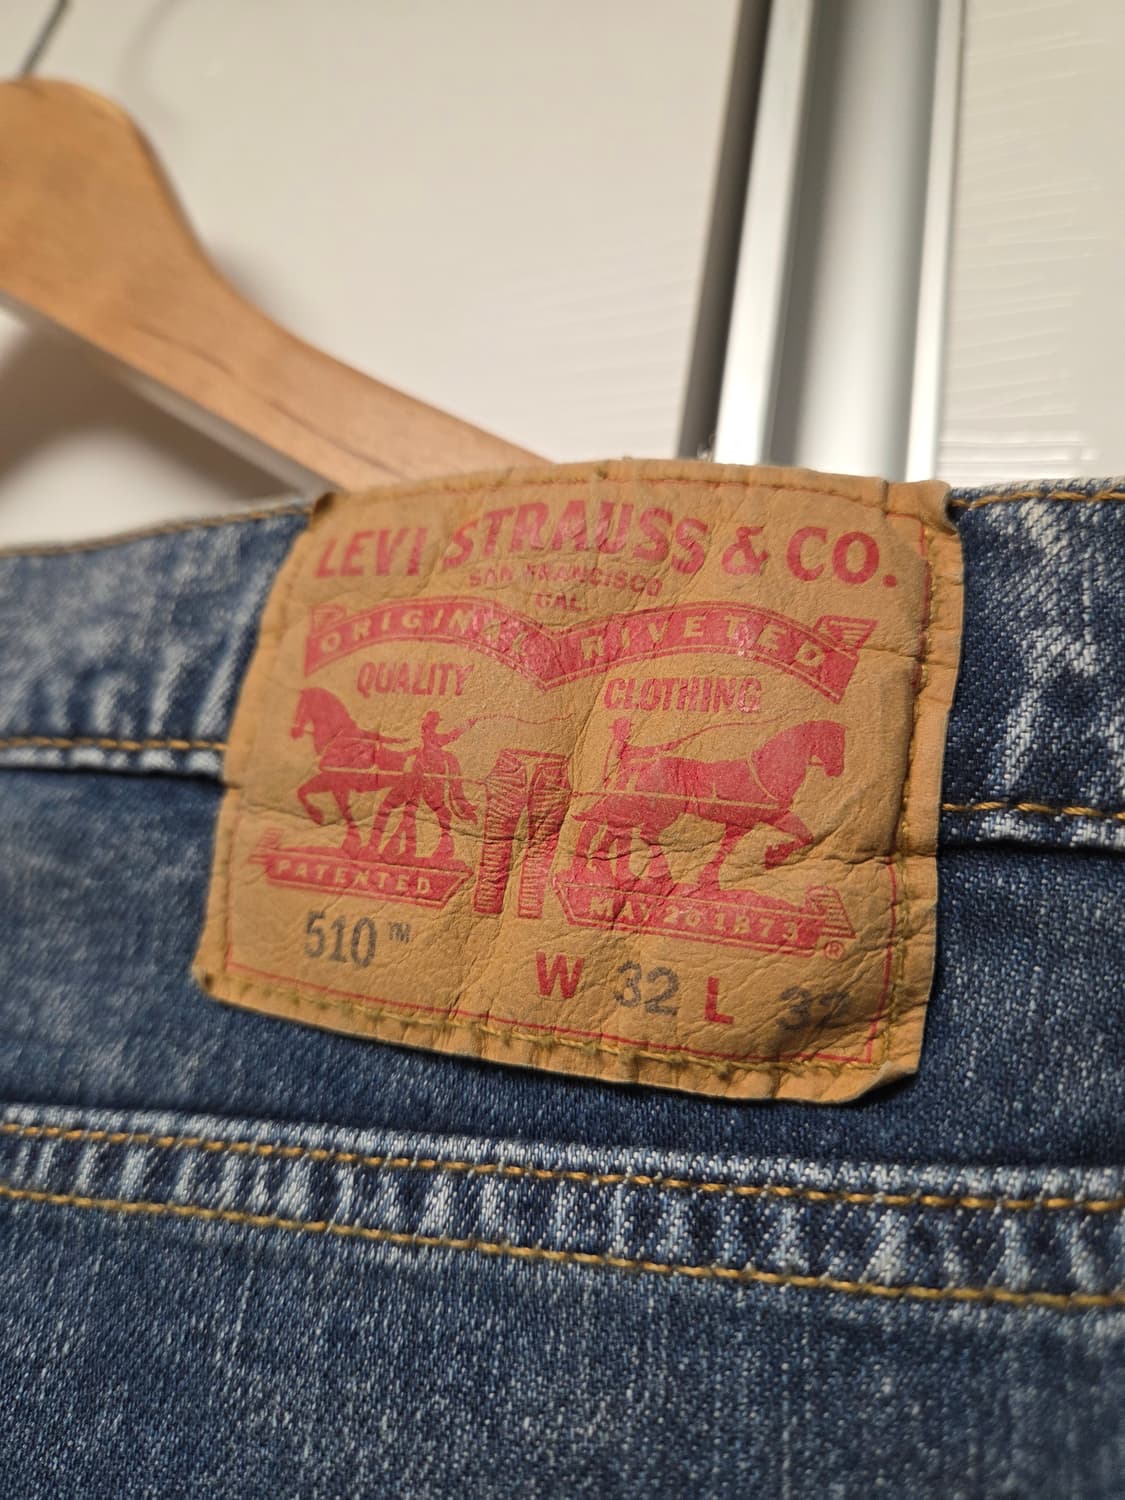 LEVI STRAUSS & CO.
SAN FRANCISCO
CAL.
ORIGINAL RIVETED
QUALITY CLOTHING
PATENTED
MAY 20 1873
®
510™
W 32 L